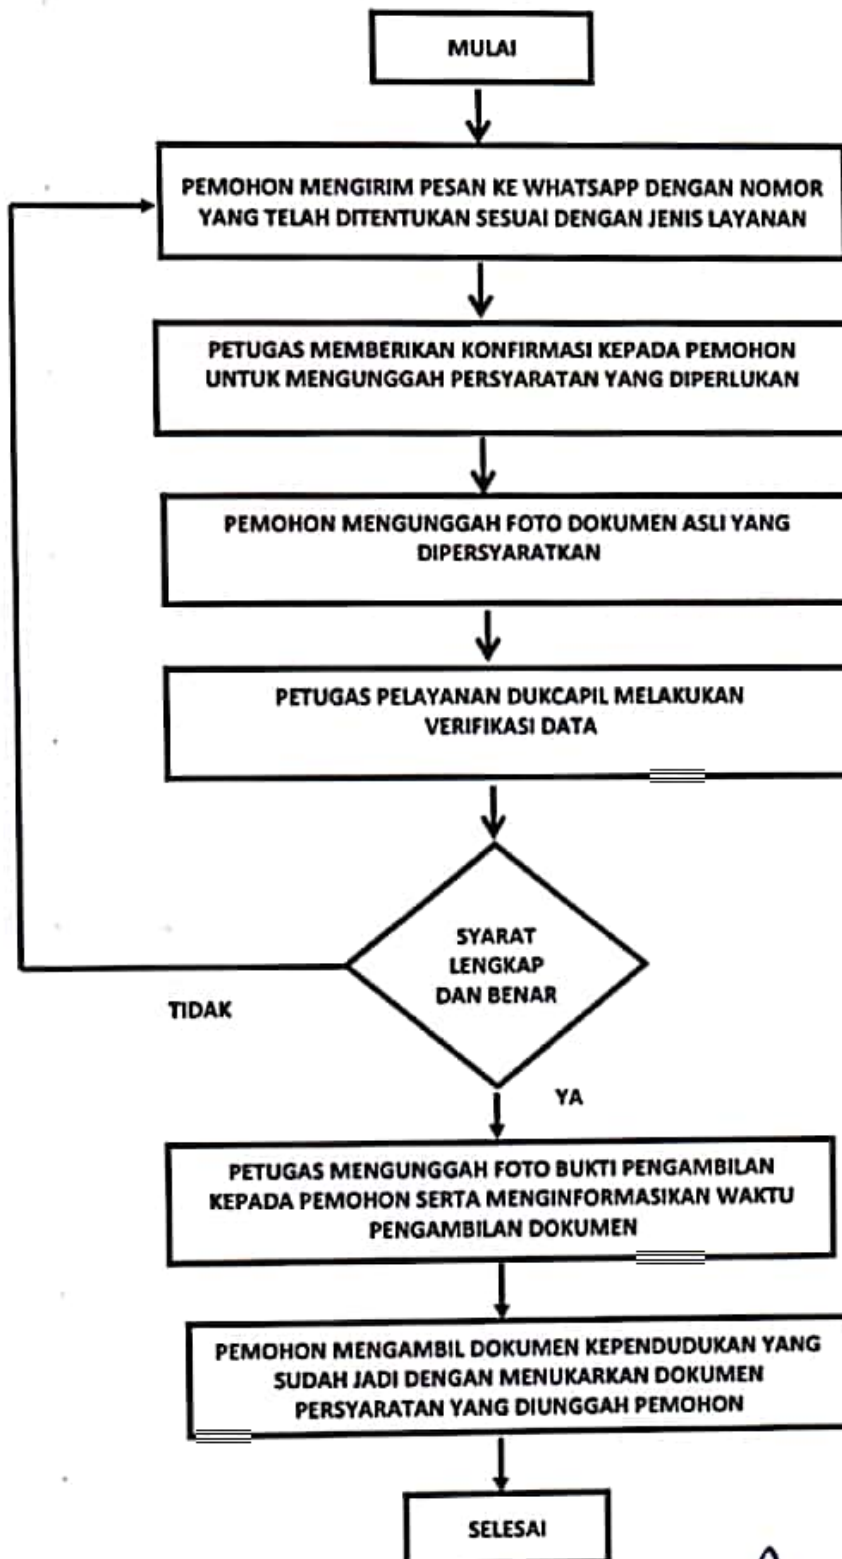 MULAI
PEMOHON MENGIRIM PESAN KE WHATSAPP DENGAN NOMOR
YANG TELAH DITENTUKAN SESUAI DENGAN JENIS LAYANAN
PETUGAS MEMBERIKAN KONFIRMASI KEPADA PEMOHON
UNTUK MENGUNGGAH PERSYARATAN YANG DIPERLUKAN
PEMOHON MENGUNGGAH FOTO DOKUMEN ASLI YANG
DIPERSYARATKAN
PETUGAS PELAYANAN DUKCAPIL MELAKUKAN
VERIFIKASI DATA
SYARAT
LENGKAP
DAN BENAR
TIDAK
YA
PETUGAS MENGUNGGAH FOTO BUKTI PENGAMBILAN
KEPADA PEMOHON SERTA MENGINFORMASIKAN WAKTU
PENGAMBILAN DOKUMEN
PEMOHON MENGAMBIL DOKUMEN KEPENDUDUKAN YANG
SUDAH JADI DENGAN MENUKARKAN DOKUMEN
PERSYARATAN YANG DIUNGGAH PEMOHON
SELESAI